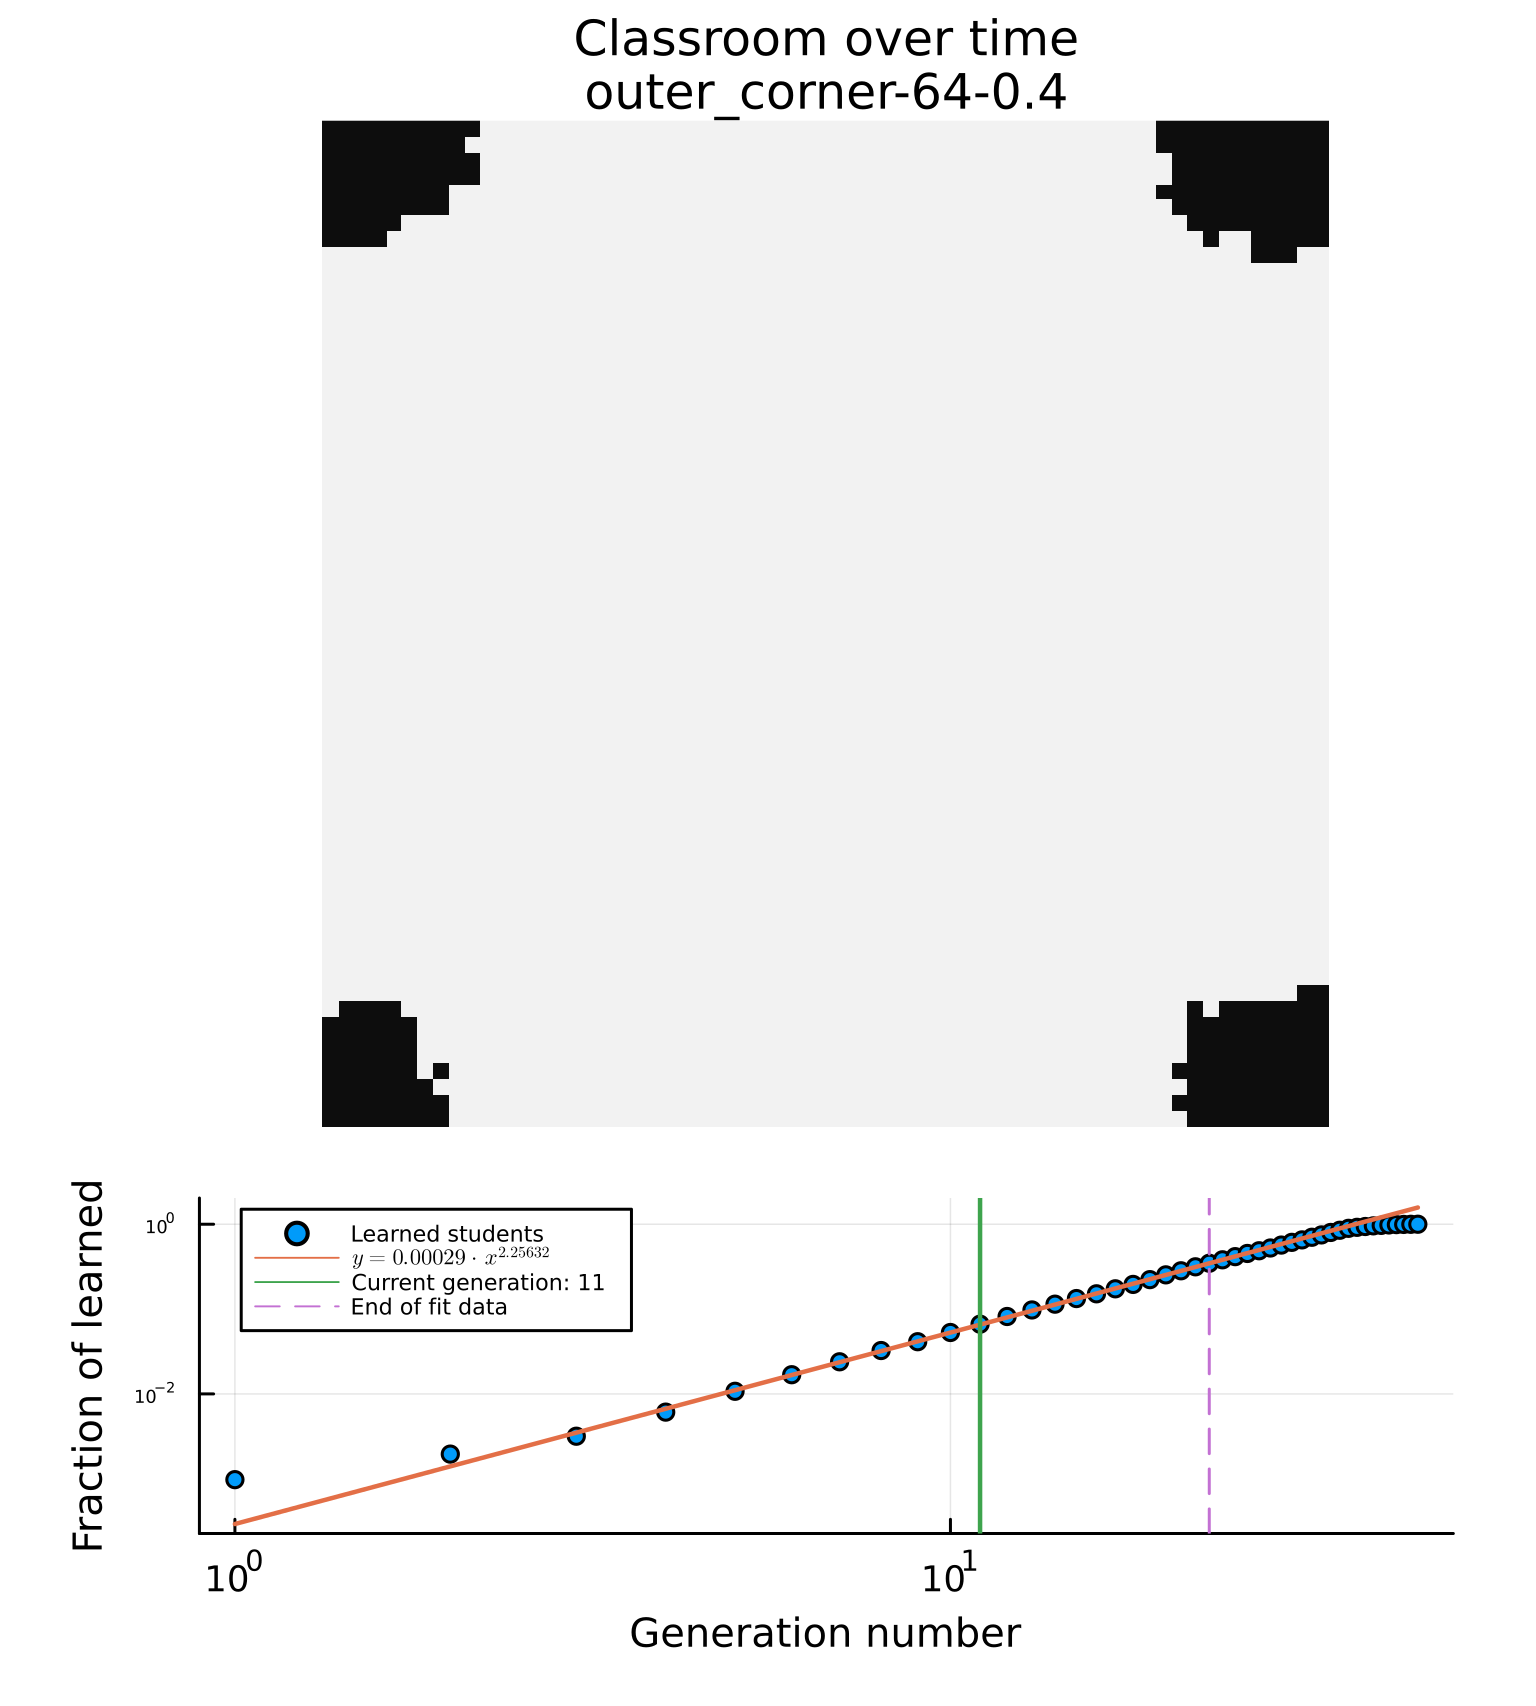 Classroom over time
outer_corner-64-0.4
Fraction of learned
10⁰
10⁻²
Learned students
y = 0.00029 · x^2.25632
Current generation: 11
End of fit data
10⁰
10¹
Generation number